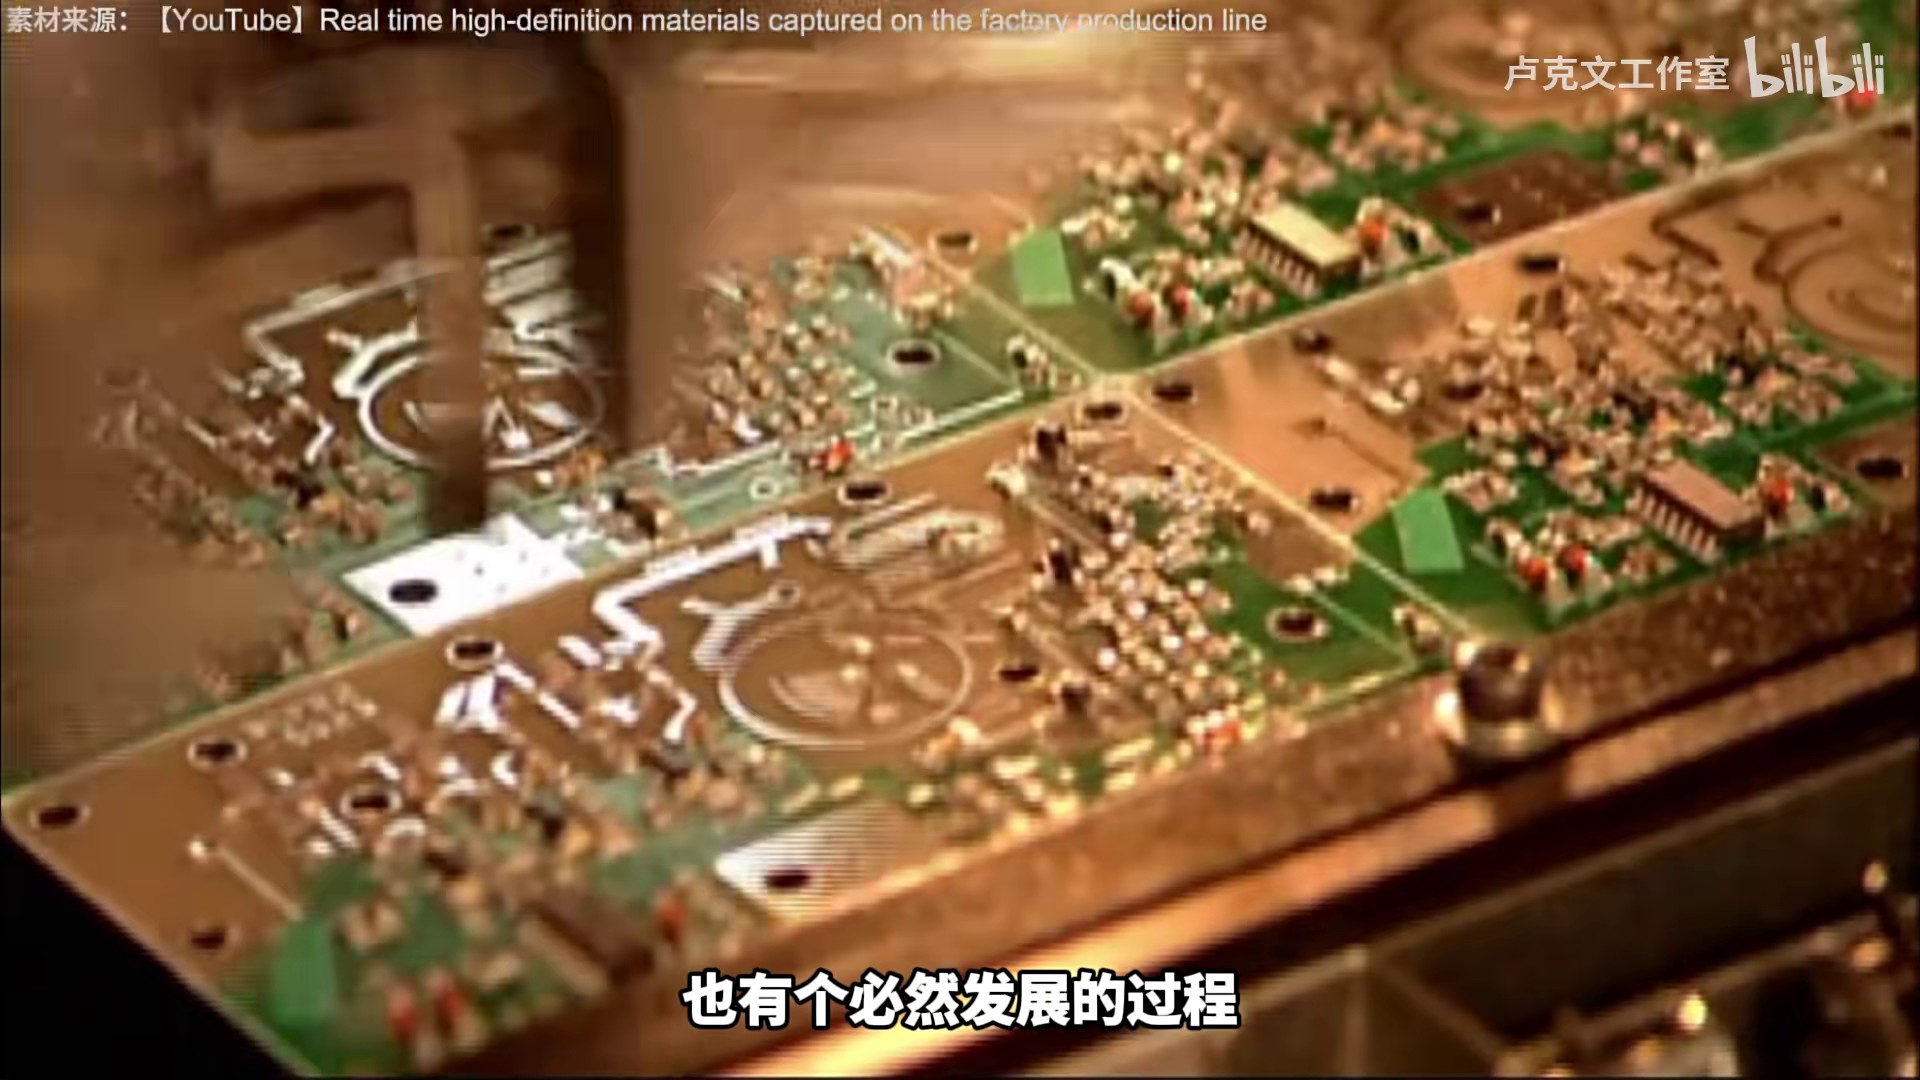 素材来源：【YouTube】Real time high-definition materials captured on the factory production line
卢克文工作室 bilibili
也有个必然发展的过程